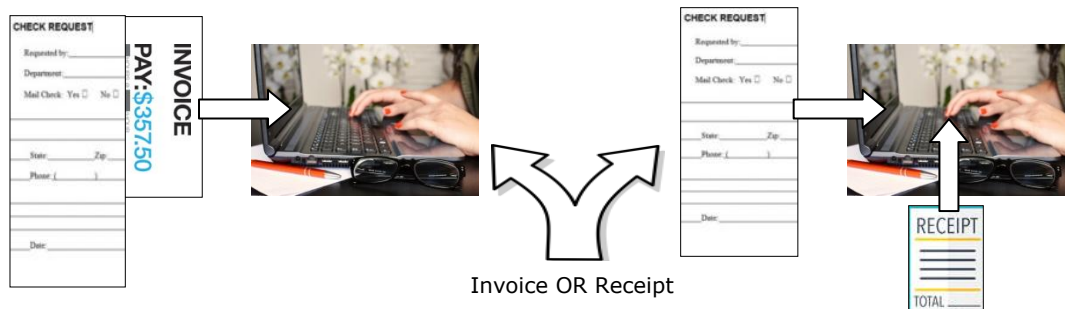 CHECK REQUEST
Requested by:
Department:
Mail Check: Yes No
State: Zip:
Phone: ( )
Date:
INVOICE
PAY:$357.50
Invoice OR Receipt
CHECK REQUEST
Requested by:
Department:
Mail Check: Yes No
State: Zip:
Phone: ( )
Date:
RECEIPT
TOTAL